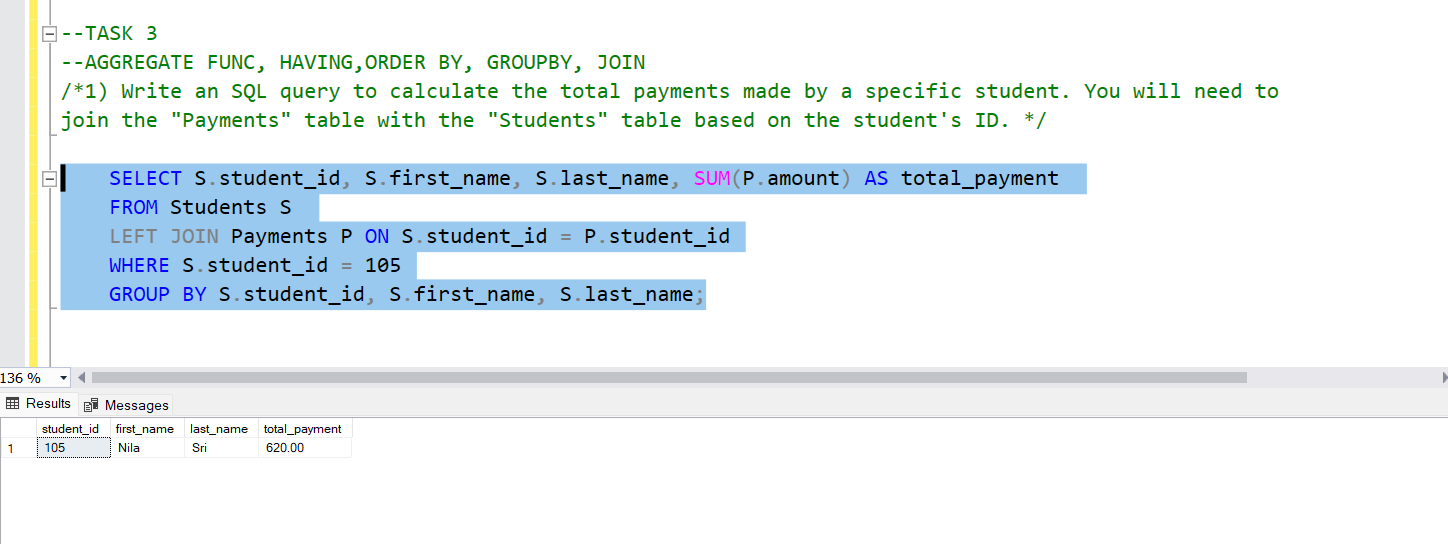 --TASK 3
--AGGREGATE FUNC, HAVING,ORDER BY, GROUPBY, JOIN
/*1) Write an SQL query to calculate the total payments made by a specific student. You will need to
join the "Payments" table with the "Students" table based on the student's ID. */
SELECT S.student_id, S.first_name, S.last_name, SUM(P.amount) AS total_payment
FROM Students S
LEFT JOIN Payments P ON S.student_id = P.student_id
WHERE S.student_id = 105
GROUP BY S.student_id, S.first_name, S.last_name;
136 %
Results Messages
student_id first_name last_name total_payment
1 105 Nila Sri 620.00